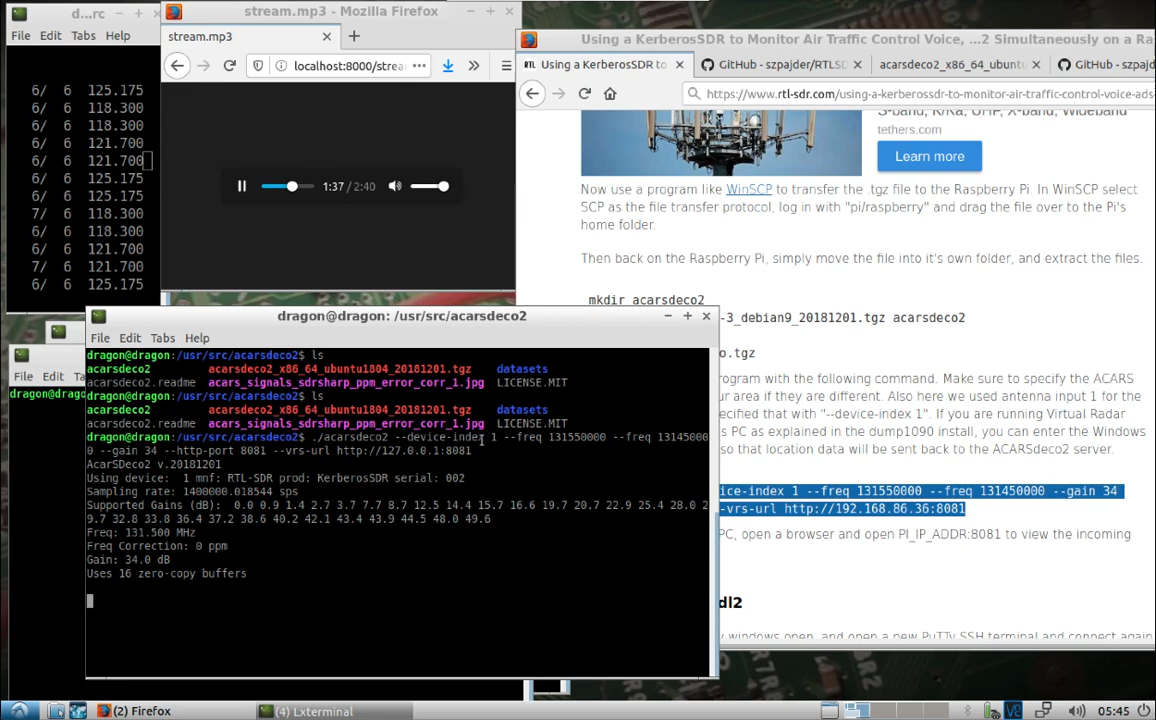 d...rc
File Edit Tabs Help
6/ 6 125.175
6/ 6 118.300
6/ 6 118.300
6/ 6 121.700
6/ 6 121.700
6/ 6 125.175
6/ 6 125.175
7/ 6 118.300
6/ 6 118.300
6/ 6 121.700
7/ 6 121.700
6/ 6 125.175
stream.mp3 - Mozilla Firefox
stream.mp3
localhost:8000/strea
1:37 / 2:40
Using a KerberosSDR to Monitor Air Traffic Control Voice, ...2 Simultaneously on a Ra
Using a KerberosSDR to
GitHub - szpajder/RTLSD
acarsdeco2_x86_64_ubuntu
GitHub - szpajd
https://www.rtl-sdr.com/using-a-kerberossdr-to-monitor-air-traffic-control-voice-ads-
S-band, K/Ka, UHF, X-band, Wideband
tethers.com
Learn more
Now use a program like WinSCP to transfer the .tgz file to the Raspberry Pi. In WinSCP select
SCP as the file transfer protocol, log in with "pi/raspberry" and drag the file over to the Pi's
home folder.
Then back on the Raspberry Pi, simply move the file into it's own folder, and extract the files.
mkdir acarsdeco2
-3_debian9_20181201.tgz acarsdeco2
o.tgz
rogram with the following command. Make sure to specify the ACARS
ur area if they are different. Also here we used antenna input 1 for the
ecified that with "--device-index 1". If you are running Virtual Radar
s PC as explained in the dump1090 install, you can enter the Windows
so that location data will be sent back to the ACARSdeco2 server.
ice-index 1 --freq 131550000 --freq 131450000 --gain 34
-vrs-url http://192.168.86.36:8081
PC, open a browser and open PI_IP_ADDR:8081 to view the incoming
dl2
y windows open, and open a new PuTTy SSH terminal and connect again
File Edit Tab
dragon@drago
dragon@dragon: /usr/src/acarsdeco2
File Edit Tabs Help
dragon@dragon:/usr/src/acarsdeco2$ ls
acarsdeco2 acarsdeco2_x86_64_ubuntu1804_20181201.tgz datasets
acarsdeco2.readme acars_signals_sdrsharp_ppm_error_corr_1.jpg LICENSE.MIT
dragon@dragon:/usr/src/acarsdeco2$ ls
acarsdeco2 acarsdeco2_x86_64_ubuntu1804_20181201.tgz datasets
acarsdeco2.readme acars_signals_sdrsharp_ppm_error_corr_1.jpg LICENSE.MIT
dragon@dragon:/usr/src/acarsdeco2$ ./acarsdeco2 --device-index 1 --freq 131550000 --freq 13145000
0 --gain 34 --http-port 8081 --vrs-url http://127.0.0.1:8081
AcarSDeco2 v.20181201
Using device: 1 mnf: RTL-SDR prod: KerberosSDR serial: 002
Sampling rate: 1400000.018544 sps
Supported Gains (dB): 0.0 0.9 1.4 2.7 3.7 7.7 8.7 12.5 14.4 15.7 16.6 19.7 20.7 22.9 25.4 28.0 2
9.7 32.8 33.8 36.4 37.2 38.6 40.2 42.1 43.4 43.9 44.5 48.0 49.6
Freq: 131.500 MHz
Freq Correction: 0 ppm
Gain: 34.0 dB
Uses 16 zero-copy buffers
(2) Firefox
(4) Lxterminal
05:45